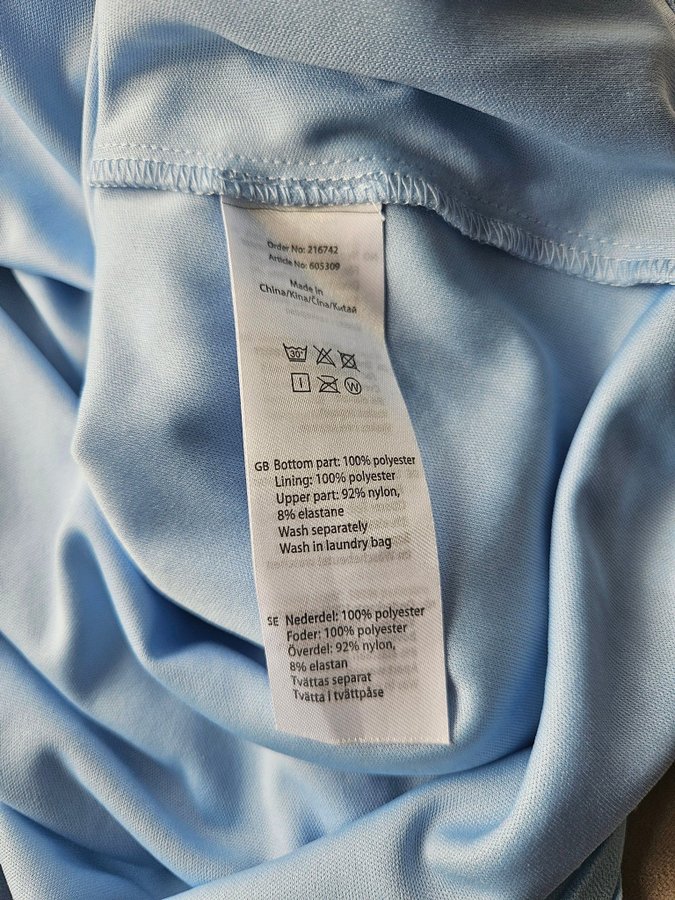 Order No: 216742
Article No: 605309
Made in
China/Kina/Čína/Китай
30°
I W
GB Bottom part: 100% polyester
Lining: 100% polyester
Upper part: 92% nylon,
8% elastane
Wash separately
Wash in laundry bag
SE Nederdel: 100% polyester
Foder: 100% polyester
Överdel: 92% nylon,
8% elastan
Tvättas separat
Tvätta i tvättpåse